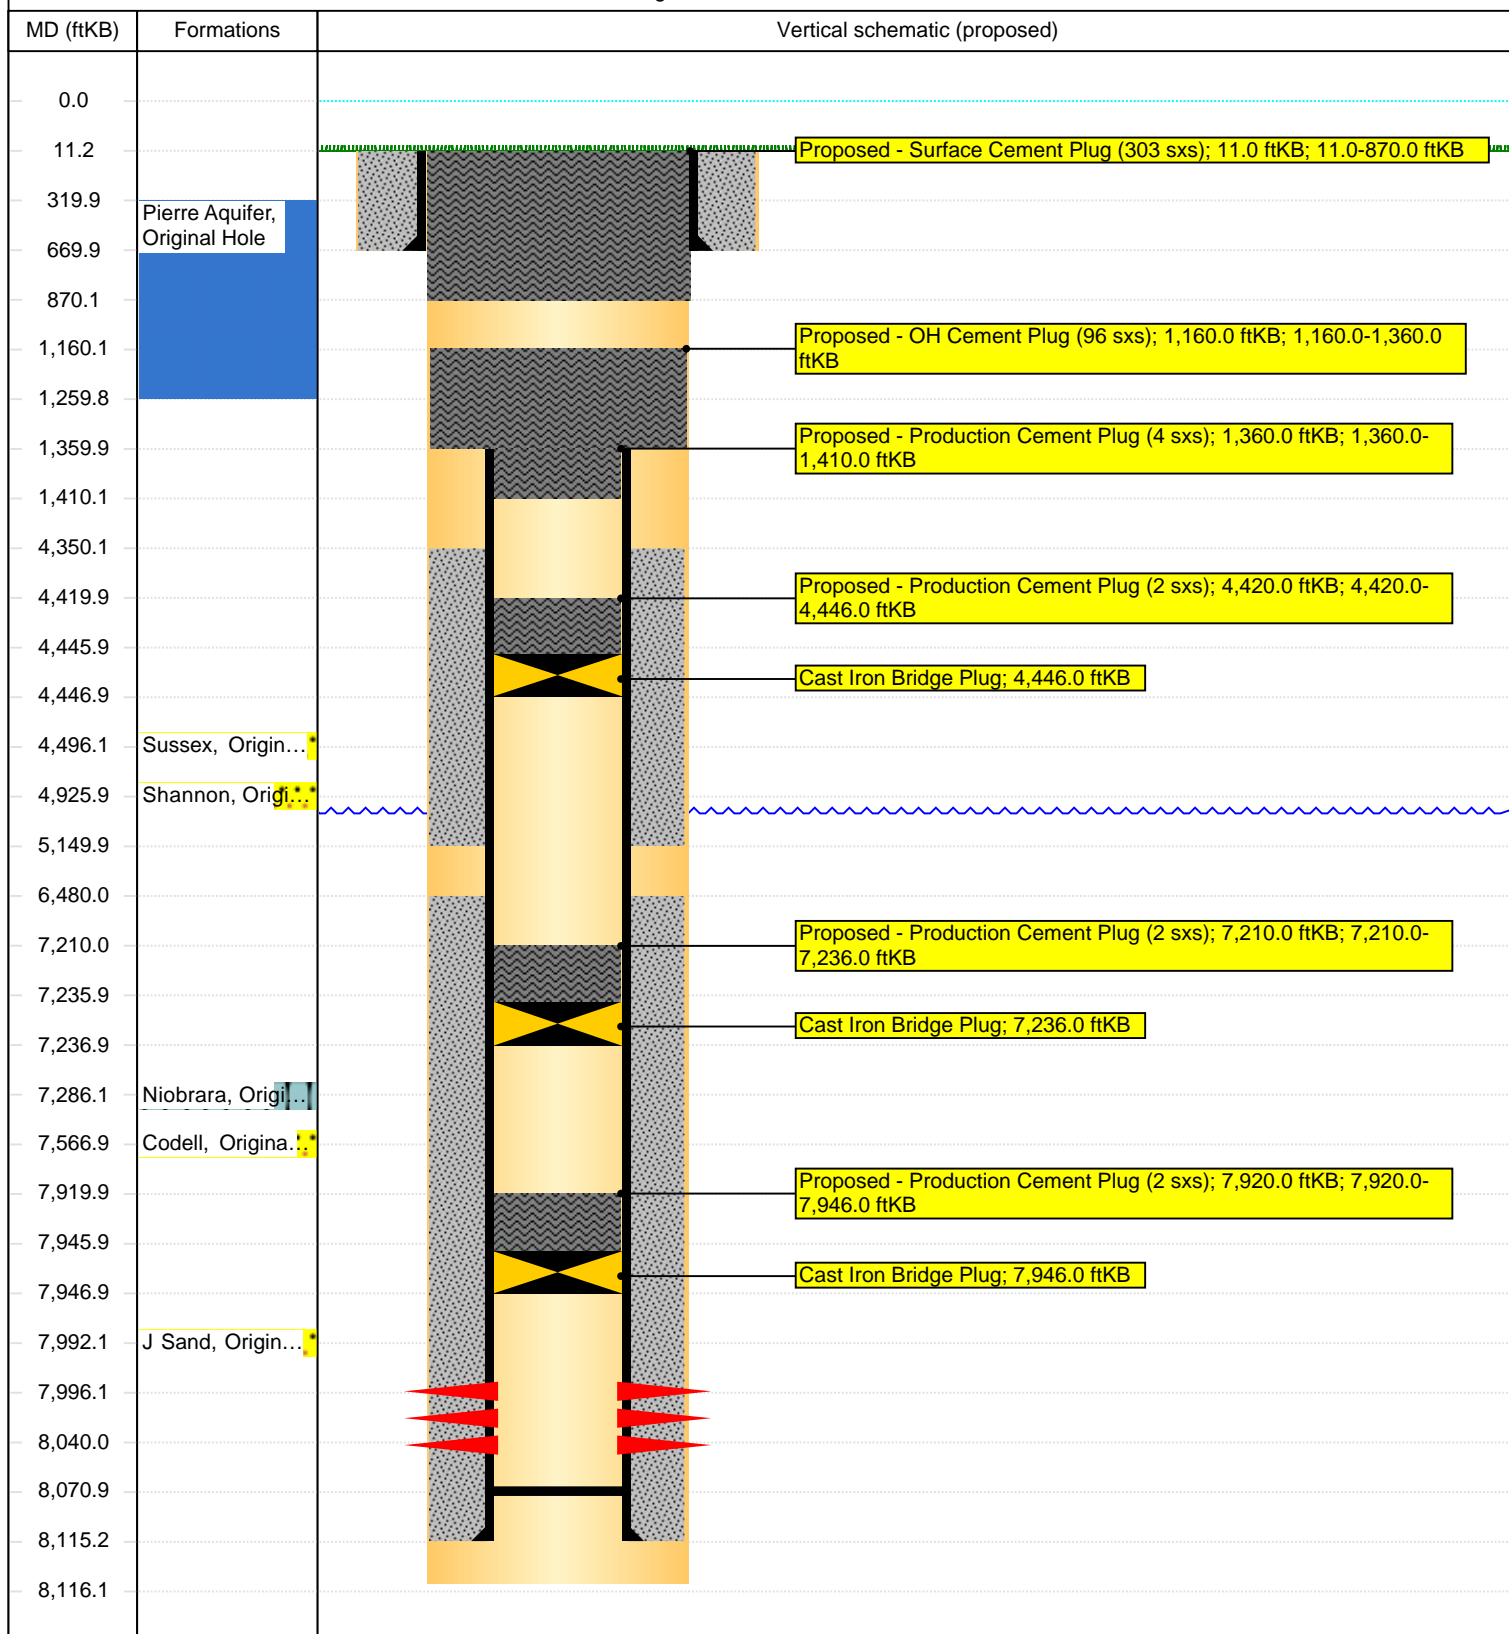 MD (ftKB)
Formations
Vertical schematic (proposed)
0.0
11.2
Proposed - Surface Cement Plug (303 sxs); 11.0 ftKB; 11.0-870.0 ftKB
319.9
Pierre Aquifer,
Original Hole
669.9
870.1
1,160.1
Proposed - OH Cement Plug (96 sxs); 1,160.0 ftKB; 1,160.0-1,360.0
ftKB
1,259.8
1,359.9
Proposed - Production Cement Plug (4 sxs); 1,360.0 ftKB; 1,360.0-
1,410.0 ftKB
1,410.1
4,350.1
4,419.9
Proposed - Production Cement Plug (2 sxs); 4,420.0 ftKB; 4,420.0-
4,446.0 ftKB
4,445.9
Cast Iron Bridge Plug; 4,446.0 ftKB
4,446.9
4,496.1
Sussex, Origin…
4,925.9
Shannon, Origi…
5,149.9
6,480.0
7,210.0
Proposed - Production Cement Plug (2 sxs); 7,210.0 ftKB; 7,210.0-
7,236.0 ftKB
7,235.9
Cast Iron Bridge Plug; 7,236.0 ftKB
7,236.9
7,286.1
Niobrara, Origi…
7,566.9
Codell, Origina…
7,919.9
Proposed - Production Cement Plug (2 sxs); 7,920.0 ftKB; 7,920.0-
7,946.0 ftKB
7,945.9
Cast Iron Bridge Plug; 7,946.0 ftKB
7,946.9
7,992.1
J Sand, Origin…
7,996.1
8,040.0
8,070.9
8,115.2
8,116.1